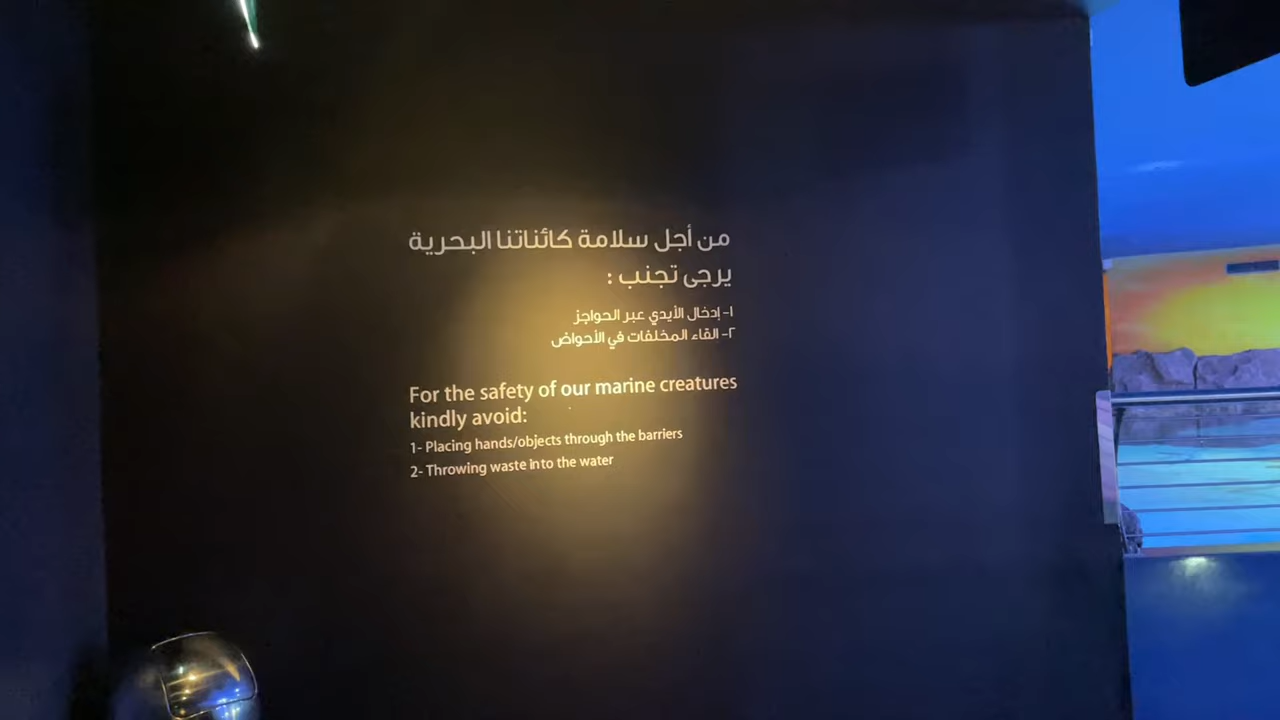 من أجل سلامة كائناتنا البحرية
يرجى تجنب :
١- إدخال الأيدي عبر الحواجز
٢- القاء المخلفات في الأحواض
For the safety of our marine creatures
kindly avoid:
1- Placing hands/objects through the barriers
2- Throwing waste into the water